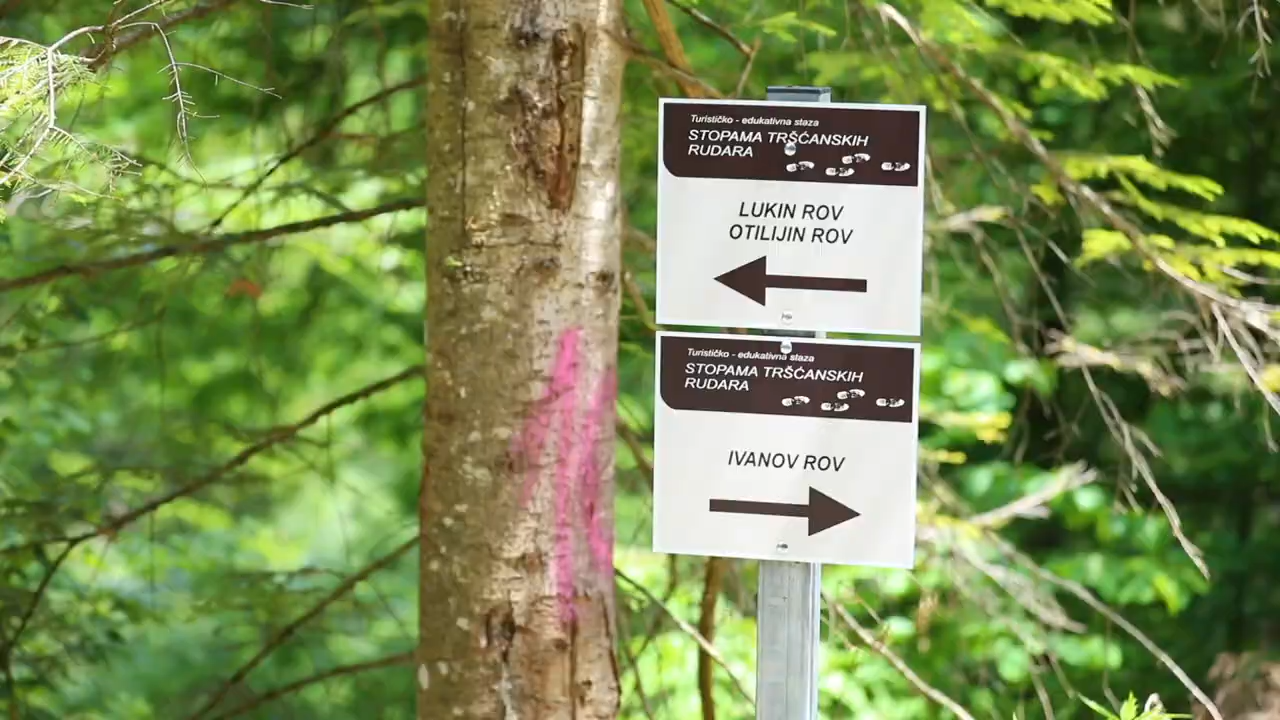 Turističko - edukativna staza
STOPAMA TRŠĆANSKIH
RUDARA
LUKIN ROV
OTILIJIN ROV
Turističko - edukativna staza
STOPAMA TRŠĆANSKIH
RUDARA
IVANOV ROV